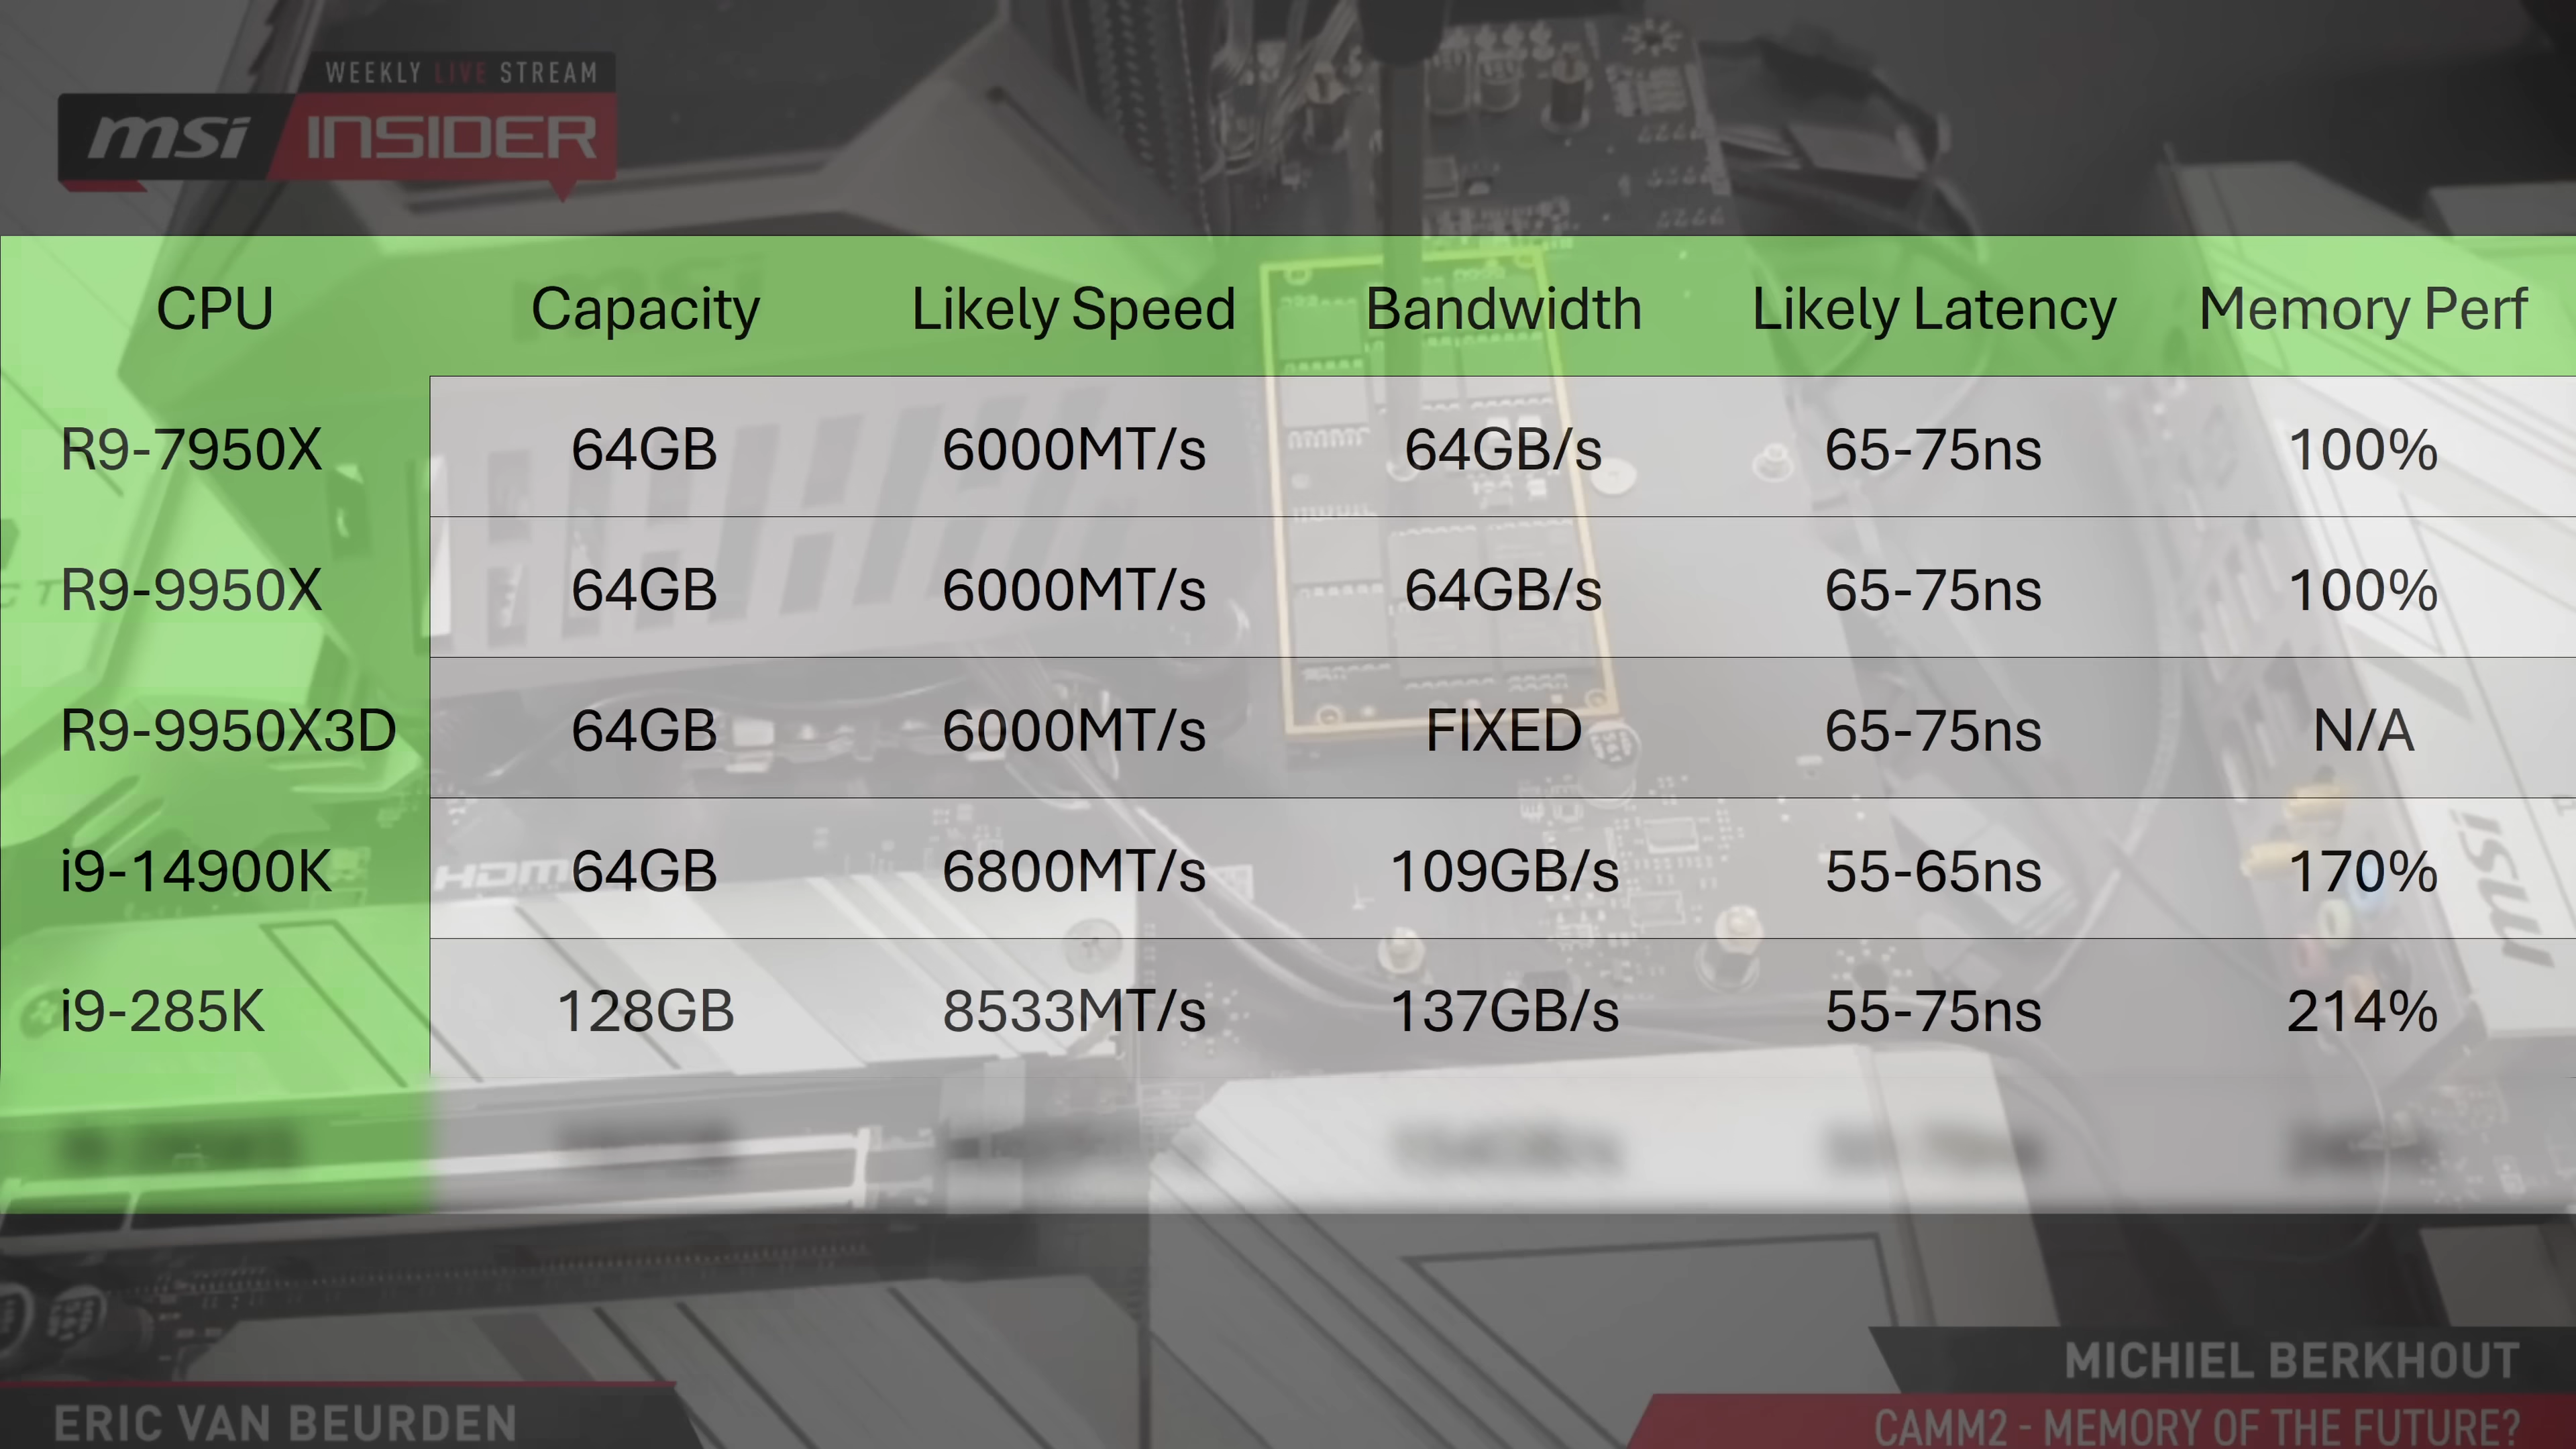 WEEKLY LIVE STREAM
msi INSIDER
CPU Capacity Likely Speed Bandwidth Likely Latency Memory Perf
R9-7950X 64GB 6000MT/s 64GB/s 65-75ns 100%
R9-9950X 64GB 6000MT/s 64GB/s 65-75ns 100%
R9-9950X3D 64GB 6000MT/s FIXED 65-75ns N/A
i9-14900K 64GB 6800MT/s 109GB/s 55-65ns 170%
i9-285K 128GB 8533MT/s 137GB/s 55-75ns 214%
HDMI
msi
MICHIEL BERKHOUT
ERIC VAN BEURDEN
CAMM2 - MEMORY OF THE FUTURE?